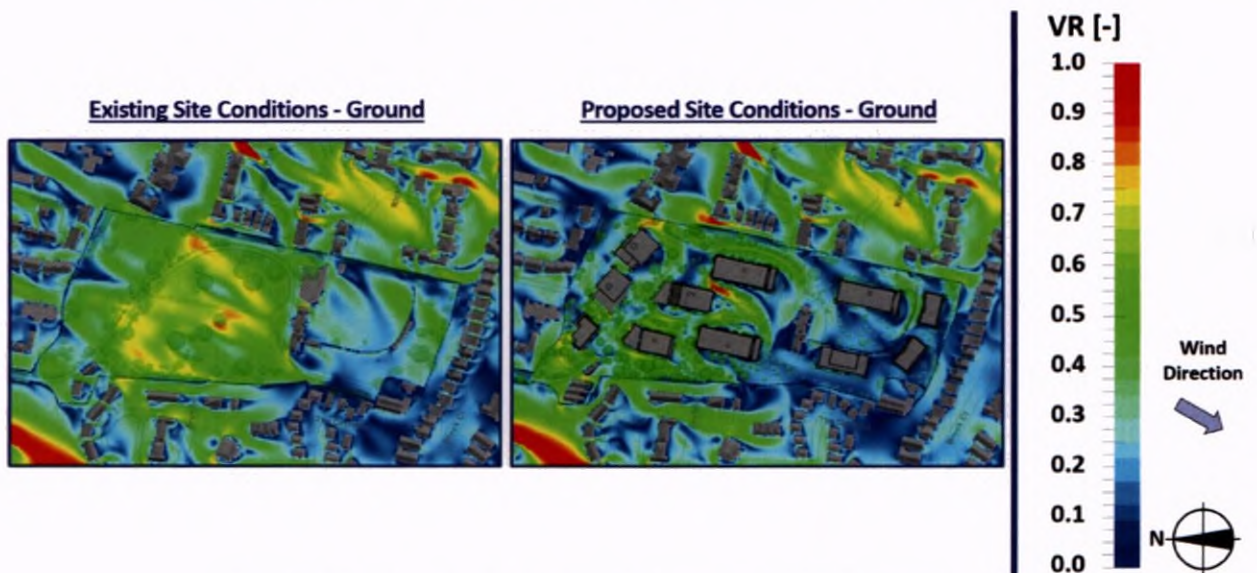 Existing Site Conditions - Ground
Proposed Site Conditions - Ground
VR [-]
1.0
0.9
0.8
0.7
0.6
0.5
0.4
0.3
0.2
0.1
0.0
Wind
Direction
N